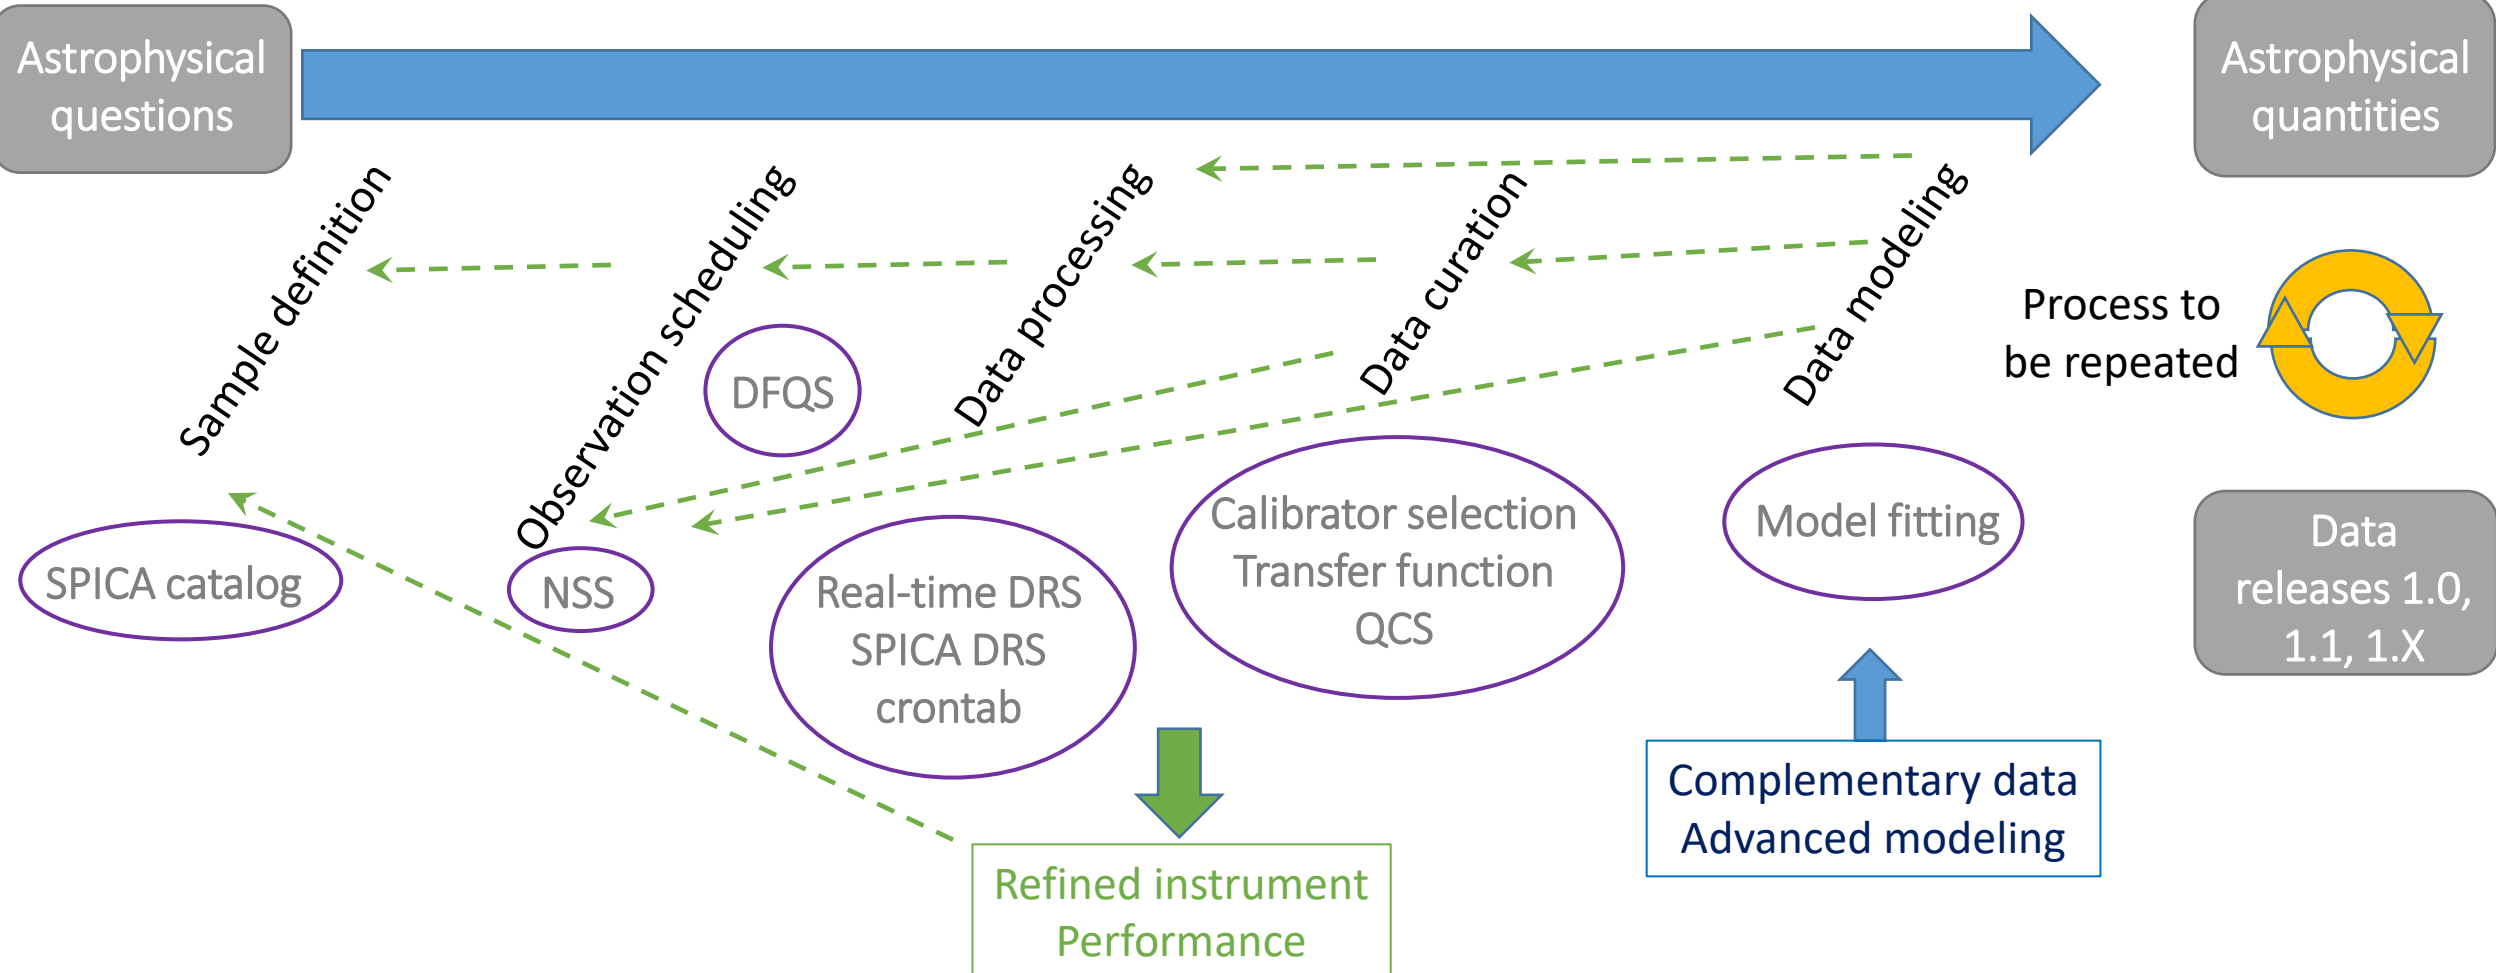 Astrophysical
questions
Astrophysical
quantities
Sample definition
Observation scheduling
Data processing
Data curation
Data modeling
Process to
be repeated
DFQS
SPICA catalog
NSS
Real-time DRS
SPICA DRS
crontab
Calibrator selection
Transfer function
QCS
Model fitting
Data
releases 1.0,
1.1, 1.X
Complementary data
Advanced modeling
Refined instrument
Performance